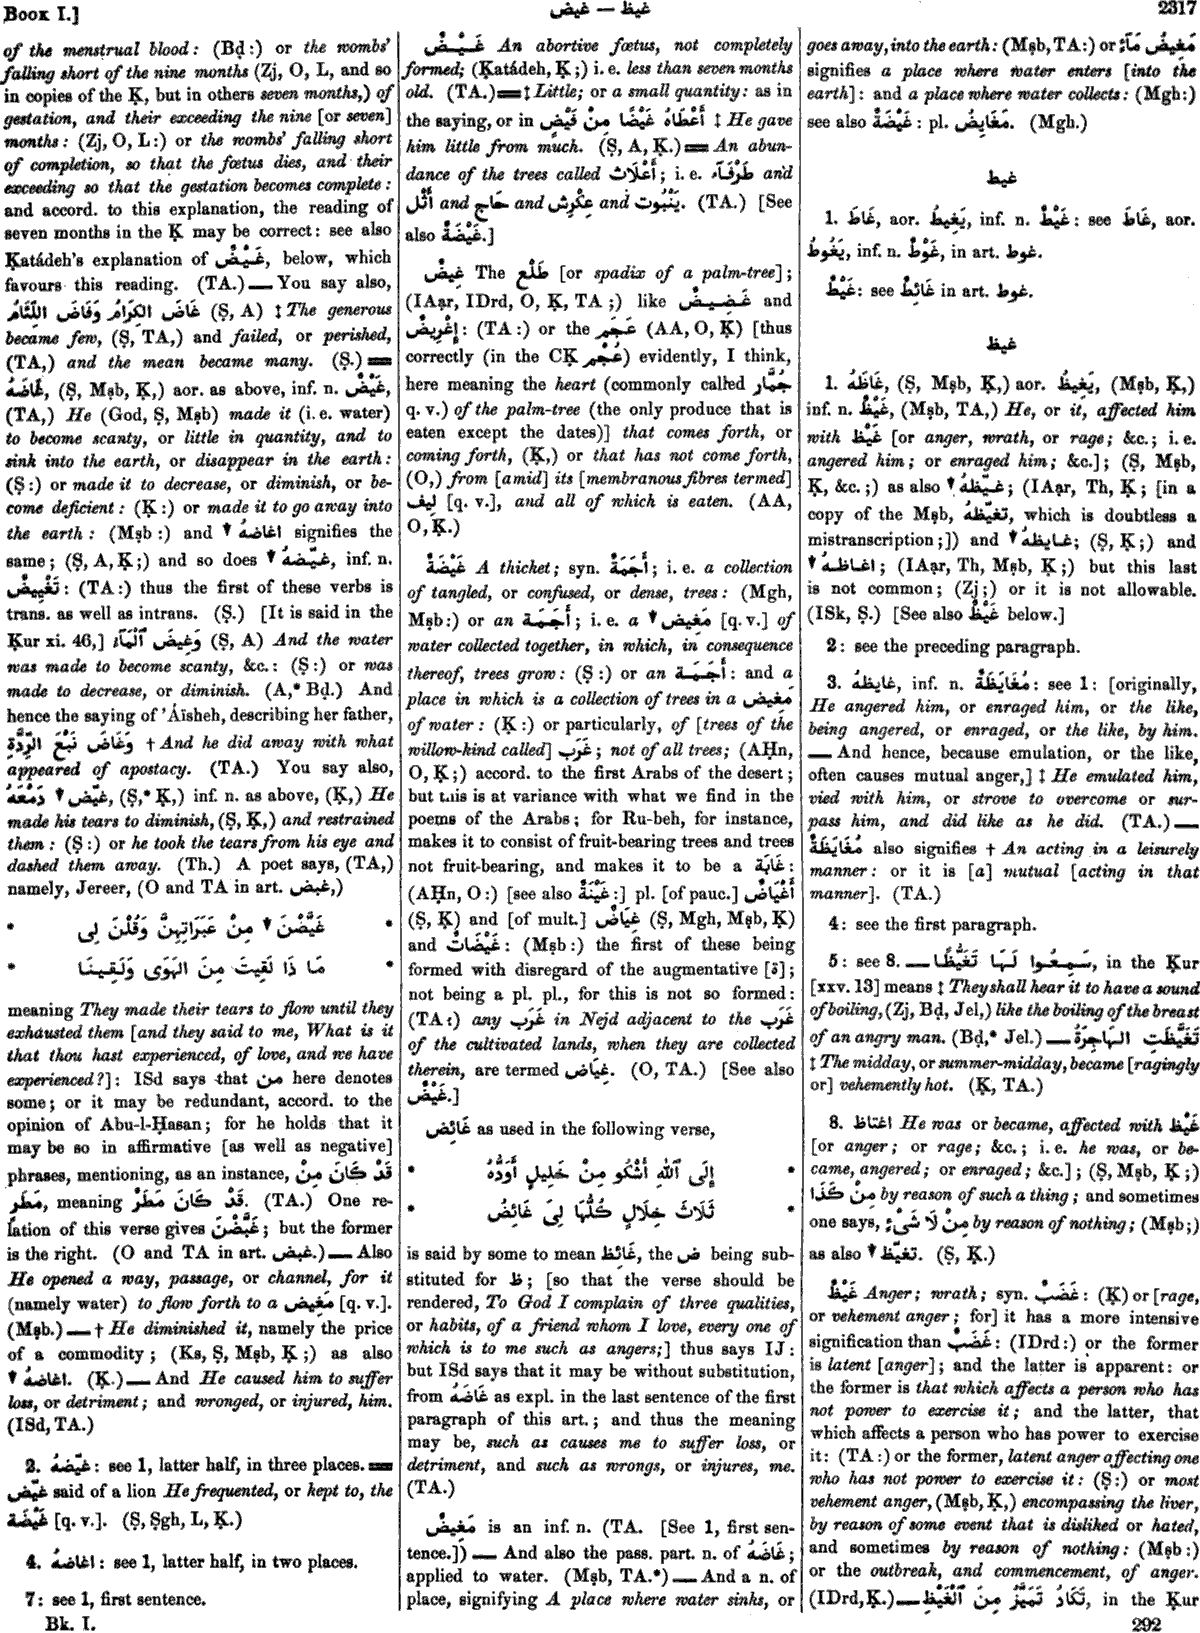 Book I.]
غيض — غيظ
2317
of the menstrual blood: (Bḍ:) or the wombs'
falling short of the nine months (Zj, O, L, and so
in copies of the Ḳ, but in others seven months,) of
gestation, and their exceeding the nine [or seven]
months: (Zj, O, L:) or the wombs' falling short
of completion, so that the fœtus dies, and their
exceeding so that the gestation becomes complete:
and accord. to this explanation, the reading of
seven months in the Ḳ may be correct: see also
Ḳatádeh's explanation of غَيْضٌ, below, which
favours this reading. (TA.) — You say also,
غَاضَ الكِرَامُ وَفَاضَ اللِّئَامُ (Ṣ, A) ‡ The generous
became few, (Ṣ, TA,) and failed, or perished,
(TA,) and the mean became many. (Ṣ.) ＝
غَاضَهُ, (Ṣ, Mṣb, Ḳ,) aor. as above, inf. n. غَيْضٌ,
(TA,) He (God, Ṣ, Mṣb) made it (i. e. water)
to become scanty, or little in quantity, and to
sink into the earth, or disappear in the earth:
(Ṣ:) or made it to decrease, or diminish, or be-
come deficient: (Ḳ:) or made it to go away into
the earth: (Mṣb:) and ▼ اغاضهُ signifies the
same; (Ṣ, A, Ḳ;) and so does ▼ غيّضهُ, inf. n.
تَغْيِيضٌ: (TA:) thus the first of these verbs is
trans. as well as intrans. (Ṣ.) [It is said in the
Ḳur xi. 46,] وَغِيضَ ٱلْمَآءُ (Ṣ, A) And the water
was made to become scanty, &c.: (Ṣ:) or was
made to decrease, or diminish. (A,* Bḍ.) And
hence the saying of 'Áïsheh, describing her father,
وَغَاضَ نَبْعَ الرِّدَّةِ † And he did away with what
appeared of apostacy. (TA.) You say also,
غيّض ▼ دَمْعَهُ, (Ṣ,* Ḳ,) inf. n. as above, (Ḳ,) He
made his tears to diminish, (Ṣ, Ḳ,) and restrained
them: (Ṣ:) or he took the tears from his eye and
dashed them away. (Th.) A poet says, (TA,)
namely, Jereer, (O and TA in art. غيض,)
* غَيَّضْنَ ▼ مِنْ عَبَرَاتِهِنَّ وَقُلْنَ لِى *
* مَا ذَا لَقِيتَ مِنَ الهَوَى وَلَقِينَا *
meaning They made their tears to flow until they
exhausted them [and they said to me, What is it
that thou hast experienced, of love, and we have
experienced?]: ISd says that من here denotes
some; or it may be redundant, accord. to the
opinion of Abu-l-Ḥasan; for he holds that it
may be so in affirmative [as well as negative]
phrases, mentioning, as an instance, قَدْ كَانَ مِنْ
مَطَرٍ, meaning قَدْ كَانَ مَطَرٌ. (TA.) One re-
lation of this verse gives غَبَّضْنَ; but the former
is the right. (O and TA in art. غبض.) — Also
He opened a way, passage, or channel, for it
(namely water) to flow forth to a مَغِيض [q. v.].
(Mṣb.) — † He diminished it, namely the price
of a commodity; (Ks, Ṣ, Mṣb, Ḳ;) as also
▼ اغاضهُ. (Ḳ.) — And He caused him to suffer
loss, or detriment; and wronged, or injured, him.
(ISd, TA.)
2. غيّضهُ: see 1, latter half, in three places. ＝
غيّض said of a lion He frequented, or kept to, the
غَيْضَة [q. v.]. (Ṣ, Ṣgh, L, Ḳ.)
4. اغاضهُ: see 1, latter half, in two places.
7: see 1, first sentence.
Bk. I.
غَيْضٌ An abortive fœtus, not completely
formed; (Ḳatádeh, Ḳ;) i. e. less than seven months
old. (TA.) ＝ ‡ Little; or a small quantity: as in
the saying, or in أَعْطَاهُ غَيْضًا مِنْ فَيْضٍ ‡ He gave
him little from much. (Ṣ, A, Ḳ.) ＝ An abun-
dance of the trees called أَعْلَاث; i. e. طَرْفَآء and
أَثْل and حَاج and عِكْرِش and يَنْبُوت. (TA.) [See
also غَيْضَةٌ.]
غِيضٌ The طَلْع [or spadix of a palm-tree];
(IAạr, IDrd, O, Ḳ, TA;) like غَضِيضٌ and
إِغْرِيضٌ: (TA:) or the عَجَم (AA, O, Ḳ) [thus
correctly (in the CḲ عُجْم) evidently, I think,
here meaning the heart (commonly called جُمَّار
q. v.) of the palm-tree (the only produce that is
eaten except the dates)] that comes forth, or
coming forth, (Ḳ,) or that has not come forth,
(O,) from [amid] its [membranous fibres termed]
لِيف [q. v.], and all of which is eaten. (AA,
O, Ḳ.)
غَيْضَةٌ A thicket; syn. أَجَمَةٌ; i. e. a collection
of tangled, or confused, or dense, trees: (Mgh,
Mṣb:) or an أَجَمَة; i. e. a ▼ مَغِيض [q. v.] of
water collected together, in which, in consequence
thereof, trees grow: (Ṣ:) or an أَجَمَة: and a
place in which is a collection of trees in a مَغِيض
of water: (Ḳ:) or particularly, of [trees of the
willow-kind called] غَرَب; not of all trees; (AḤn,
O, Ḳ;) accord. to the first Arabs of the desert;
but this is at variance with what we find in the
poems of the Arabs; for Ru-beh, for instance,
makes it to consist of fruit-bearing trees and trees
not fruit-bearing, and makes it to be a غَابَة:
(AḤn, O:) [see also غَيْنَةٌ:] pl. [of pauc.] أَغْيَاضٌ
(Ṣ, Ḳ) and [of mult.] غِيَاضٌ (Ṣ, Mgh, Mṣb, Ḳ)
and غَيْضَاتٌ: (Mṣb:) the first of these being
formed with disregard of the augmentative [ة];
not being a pl. pl., for this is not so formed:
(TA:) any غَرَب in Nejd adjacent to the غَرَب
of the cultivated lands, when they are collected
therein, are termed غِيَاض. (O, TA.) [See also
غَيْضٌ.]
غَائِض as used in the following verse,
* إِلَى ٱللّٰهِ أَشْكُو مِنْ خَلِيلٍ أَوَدُّهُ *
* ثَلَاثَ خِلَالٍ كُلُّهَا لِىَ غَائِضُ *
is said by some to mean غَائِظ, the ض being sub-
stituted for ظ; [so that the verse should be
rendered, To God I complain of three qualities,
or habits, of a friend whom I love, every one of
which is to me such as angers;] thus says IJ:
but ISd says that it may be without substitution,
from غَاضَهُ as expl. in the last sentence of the first
paragraph of this art.; and thus the meaning
may be, such as causes me to suffer loss, or
detriment, and such as wrongs, or injures, me.
(TA.)
مَغِيضٌ is an inf. n. (TA. [See 1, first sen-
tence.]) — And also the pass. part. n. of غَاضَهُ;
applied to water. (Mṣb, TA.*) — And a n. of
place, signifying A place where water sinks, or
goes away, into the earth: (Mṣb, TA:) or مَغِيضُ مَآءٍ
signifies a place where water enters [into the
earth]: and a place where water collects: (Mgh:)
see also غَيْضَةٌ: pl. مَغَايِضُ. (Mgh.)
غيط
1. غَاطَ, aor. يَغِيطُ, inf. n. غَيْطٌ: see غَاطَ, aor.
يَغُوطُ, inf. n. غَوْطٌ, in art. غوط.
غَيْطٌ: see غَائِطٌ in art. غوط.
غيظ
1. غَاظَهُ, (Ṣ, Mṣb, Ḳ,) aor. يَغِيظُ, (Mṣb, Ḳ,)
inf. n. غَيْظٌ, (Mṣb, TA,) He, or it, affected him
with غَيْظ [or anger, wrath, or rage; &c.; i. e.
angered him; or enraged him; &c.]; (Ṣ, Mṣb,
Ḳ, &c.;) as also ▼ غيّظهُ; (IAạr, Th, Ḳ; [in a
copy of the Mṣb, تغيّظهُ, which is doubtless a
mistranscription;]) and ▼ غايظهُ; (Ṣ, Ḳ;) and
▼ اغاظهُ; (IAạr, Th, Mṣb, Ḳ;) but this last
is not common; (Zj;) or it is not allowable.
(ISk, Ṣ.) [See also غَيْظٌ below.]
2: see the preceding paragraph.
3. غايظهُ, inf. n. مُغَايَظَةٌ: see 1: [originally,
He angered him, or enraged him, or the like,
being angered, or enraged, or the like, by him.
— And hence, because emulation, or the like,
often causes mutual anger,] ‡ He emulated him,
vied with him, or strove to overcome or sur-
pass him, and did like as he did. (TA.) —
مُغَايَظَةٌ also signifies † An acting in a leisurely
manner: or it is [a] mutual [acting in that
manner]. (TA.)
4: see the first paragraph.
5: see 8. — سَمِعُوا لَهَا تَغَيُّظًا, in the Ḳur
[xxv. 13] means ‡ They shall hear it to have a sound
of boiling, (Zj, Bḍ, Jel,) like the boiling of the breast
of an angry man. (Bḍ,* Jel.) — تَغَيَّظَتِ الهَاجِرَةُ
‡ The midday, or summer-midday, became [ragingly
or] vehemently hot. (Ḳ, TA.)
8. اغتاظ He was or became, affected with غَيْظ
[or anger; or rage; &c.; i. e. he was, or be-
came, angered; or enraged; &c.]; (Ṣ, Mṣb, Ḳ;)
مِنْ كَذَا by reason of such a thing; and sometimes
one says, مِنْ لَا شَىْءٍ by reason of nothing; (Mṣb;)
as also ▼ تغيّظ. (Ṣ, Ḳ.)
غَيْظٌ Anger; wrath; syn. غَضَبٌ: (Ḳ) or [rage,
or vehement anger; for] it has a more intensive
signification than غَضَبٌ: (IDrd:) or the former
is latent [anger]; and the latter is apparent: or
the former is that which affects a person who has
not power to exercise it; and the latter, that
which affects a person who has power to exercise
it: (TA:) or the former, latent anger affecting one
who has not power to exercise it: (Ṣ:) or most
vehement anger, (Mṣb, Ḳ,) encompassing the liver,
by reason of some event that is disliked or hated,
and sometimes by reason of nothing: (Mṣb:)
or the outbreak, and commencement, of anger.
(IDrd, Ḳ.) — تَكَادُ تَمَيَّزُ مِنَ ٱلْغَيْظِ, in the Ḳur
292